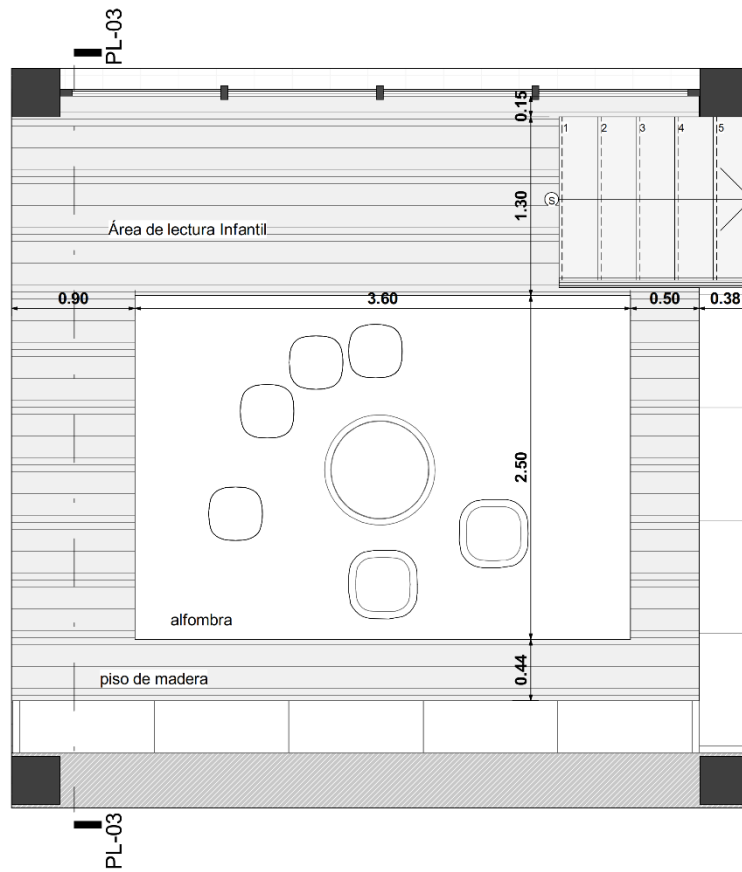 PL-03
0.15
1 2 3 4 5
1.30
S
Área de lectura Infantil
0.90 3.60 0.50 0.38
2.50
alfombra
0.44
piso de madera
PL-03